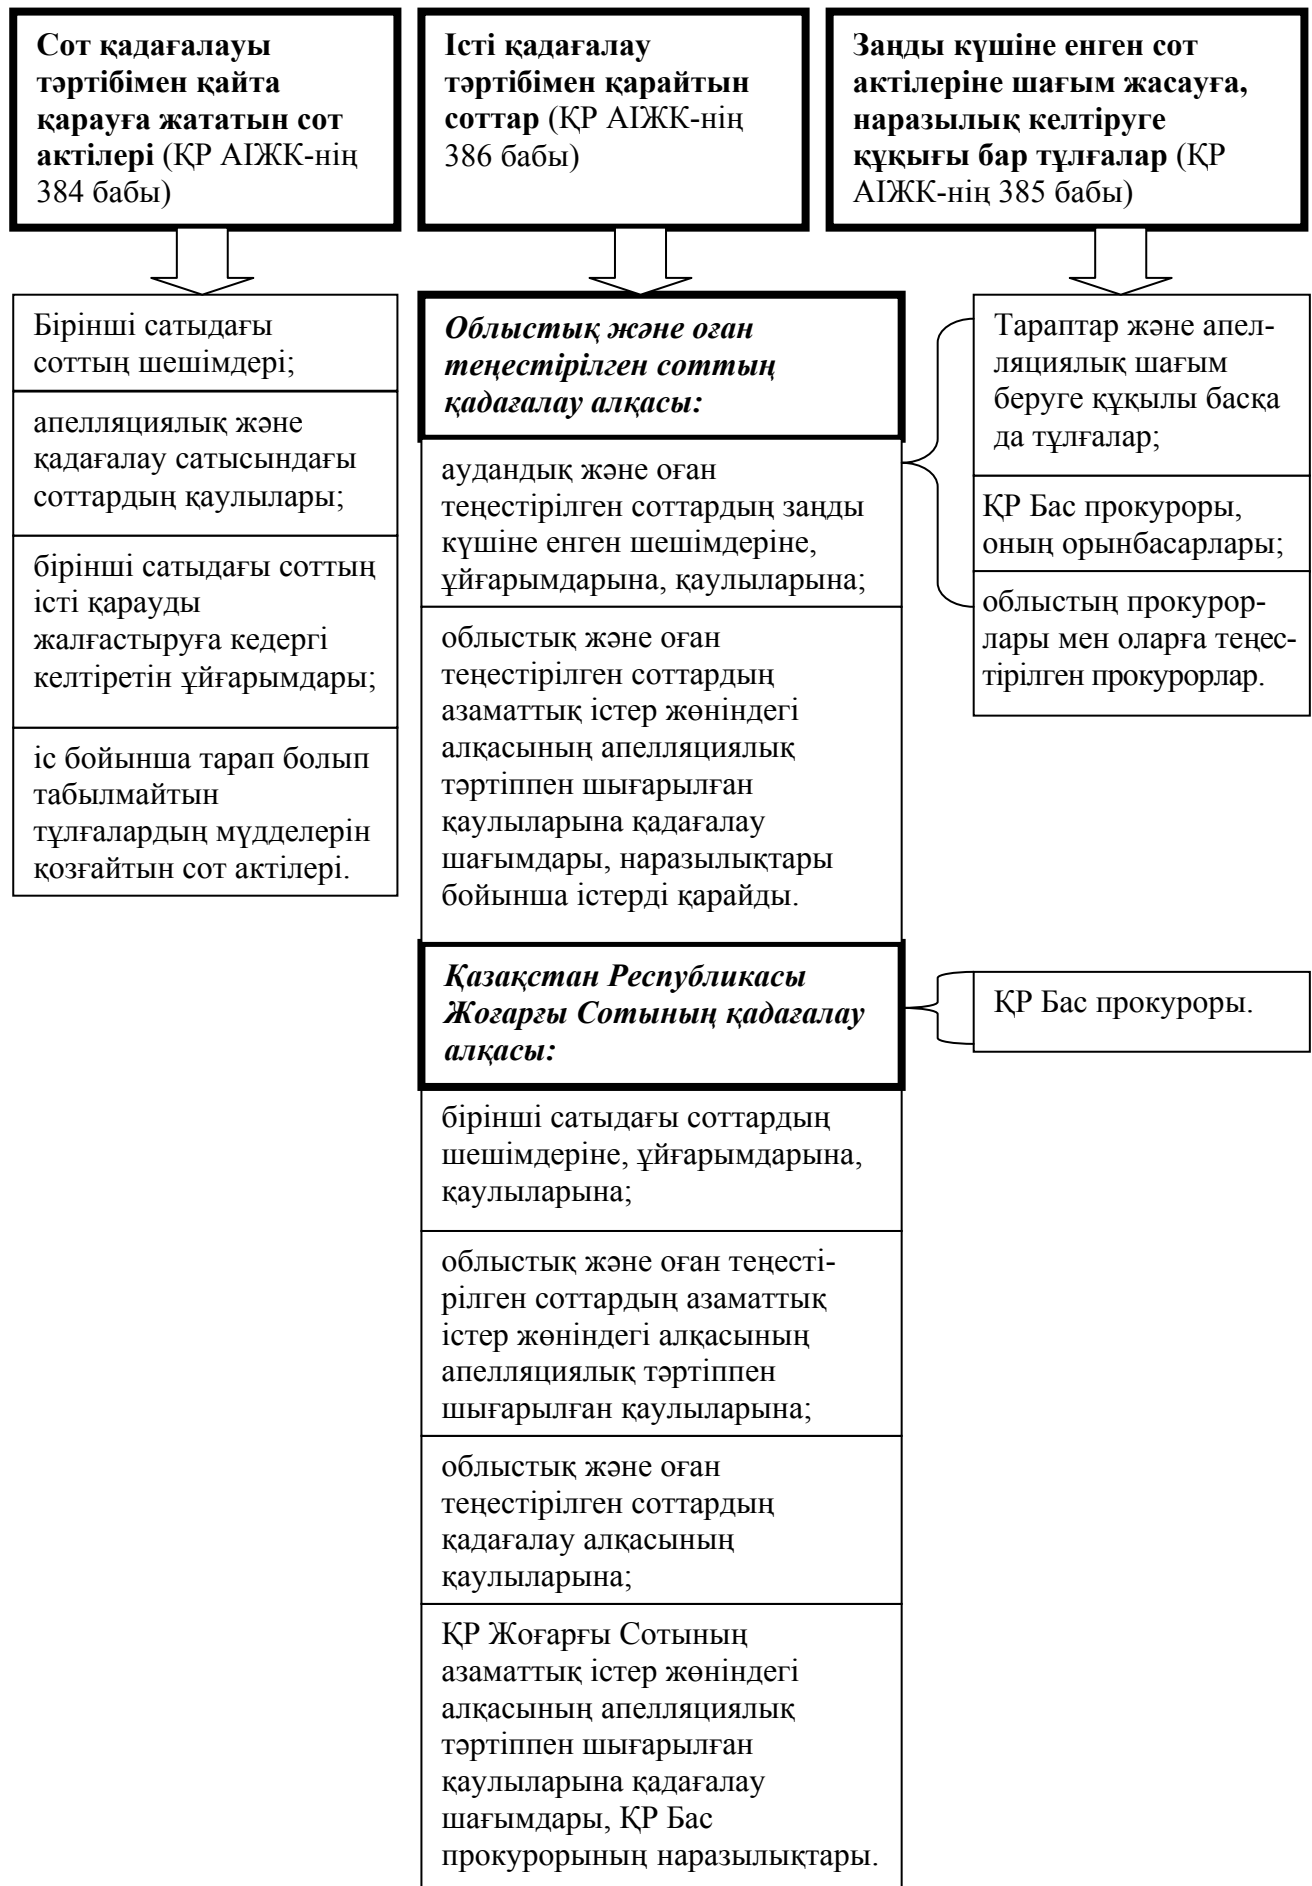 Сот қадағалауы
тәртібімен қайта
қарауға жататын сот
актілері (ҚР АІЖК-нің
384 бабы)
Істі қадағалау
тәртібімен қарайтын
соттар (ҚР АІЖК-нің
386 бабы)
Заңды күшіне енген сот
актілеріне шағым жасауға,
наразылық келтіруге
құқығы бар тұлғалар (ҚР
АІЖК-нің 385 бабы)
Бірінші сатыдағы
соттың шешімдері;
апелляциялық және
қадағалау сатысындағы
соттардың қаулылары;
бірінші сатыдағы соттың
істі қарауды
жалғастыруға кедергі
келтіретін ұйғарымдары;
іс бойынша тарап болып
табылмайтын
тұлғалардың мүдделерін
қозғайтын сот актілері.
Облыстық және оған
теңестірілген соттың
қадағалау алқасы:
аудандық және оған
теңестірілген соттардың заңды
күшіне енген шешімдеріне,
ұйғарымдарына, қаулыларына;
облыстық және оған
теңестірілген соттардың
азаматтық істер жөніндегі
алқасының апелляциялық
тәртіппен шығарылған
қаулыларына қадағалау
шағымдары, наразылықтары
бойынша істерді қарайды.
Қазақстан Республикасы
Жоғарғы Сотының қадағалау
алқасы:
бірінші сатыдағы соттардың
шешімдеріне, ұйғарымдарына,
қаулыларына;
облыстық және оған теңесті-
рілген соттардың азаматтық
істер жөніндегі алқасының
апелляциялық тәртіппен
шығарылған қаулыларына;
облыстық және оған
теңестірілген соттардың
қадағалау алқасының
қаулыларына;
ҚР Жоғарғы Сотының
азаматтық істер жөніндегі
алқасының апелляциялық
тәртіппен шығарылған
қаулыларына қадағалау
шағымдары, ҚР Бас
прокурорының наразылықтары.
Тараптар және апел-
ляциялық шағым
беруге құқылы басқа
да тұлғалар;
ҚР Бас прокуроры,
оның орынбасарлары;
облыстың прокурор-
лары мен оларға теңес-
тірілген прокурорлар.
ҚР Бас прокуроры.